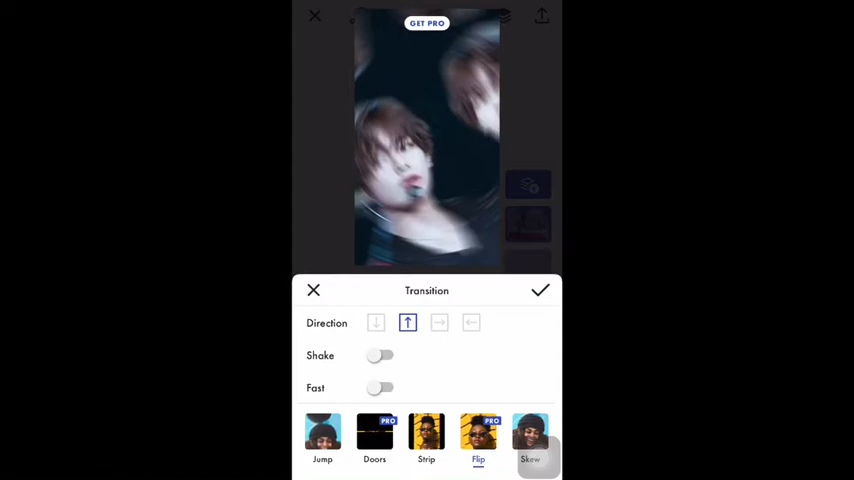 GET PRO
Transition
Direction
Shake
Fast
PRO
PRO
Jump
Doors
Strip
Flip
Skew